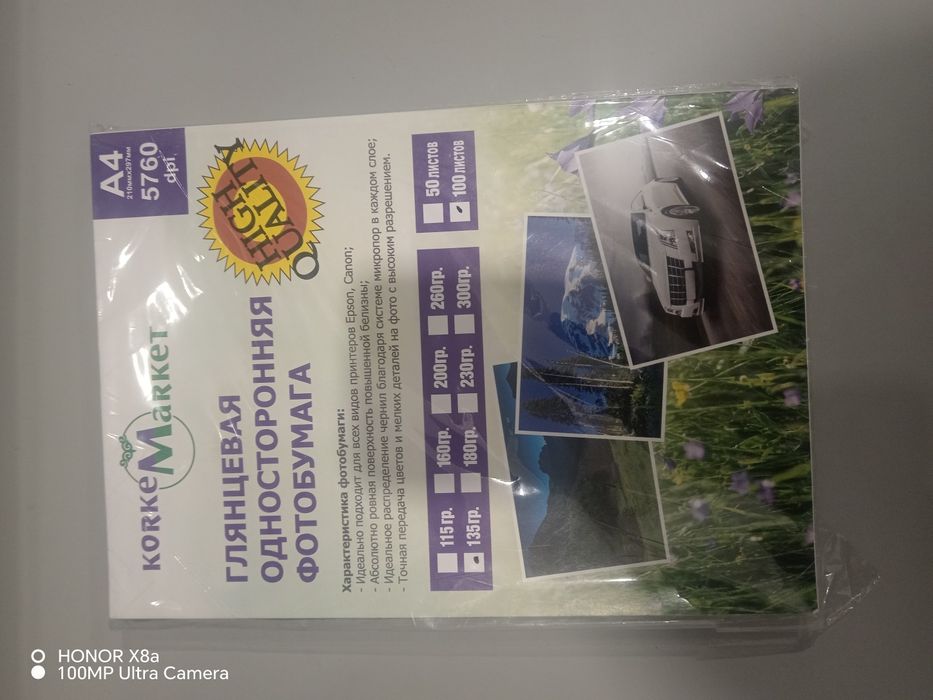 KORKE MARKET
A4
210ммx297мм
5760
dpi
HIGH
QUALITY
ГЛЯНЦЕВАЯ
ОДНОСТОРОННЯЯ
ФОТОБУМАГА
Характеристика фотобумаги:
- Идеально подходит для всех видов принтеров Epson, Canon;
- Абсолютно ровная поверхность повышенной белизны;
- Идеальное распределение чернил благодаря системе микропор в каждом слое;
- Точная передача цветов и мелких деталей на фото с высоким разрешением.
115гр. 160гр. 200гр. 260гр. 50 ЛИСТОВ
135гр. 180гр. 230гр. 300гр. 100 ЛИСТОВ
HONOR X8a
100MP Ultra Camera